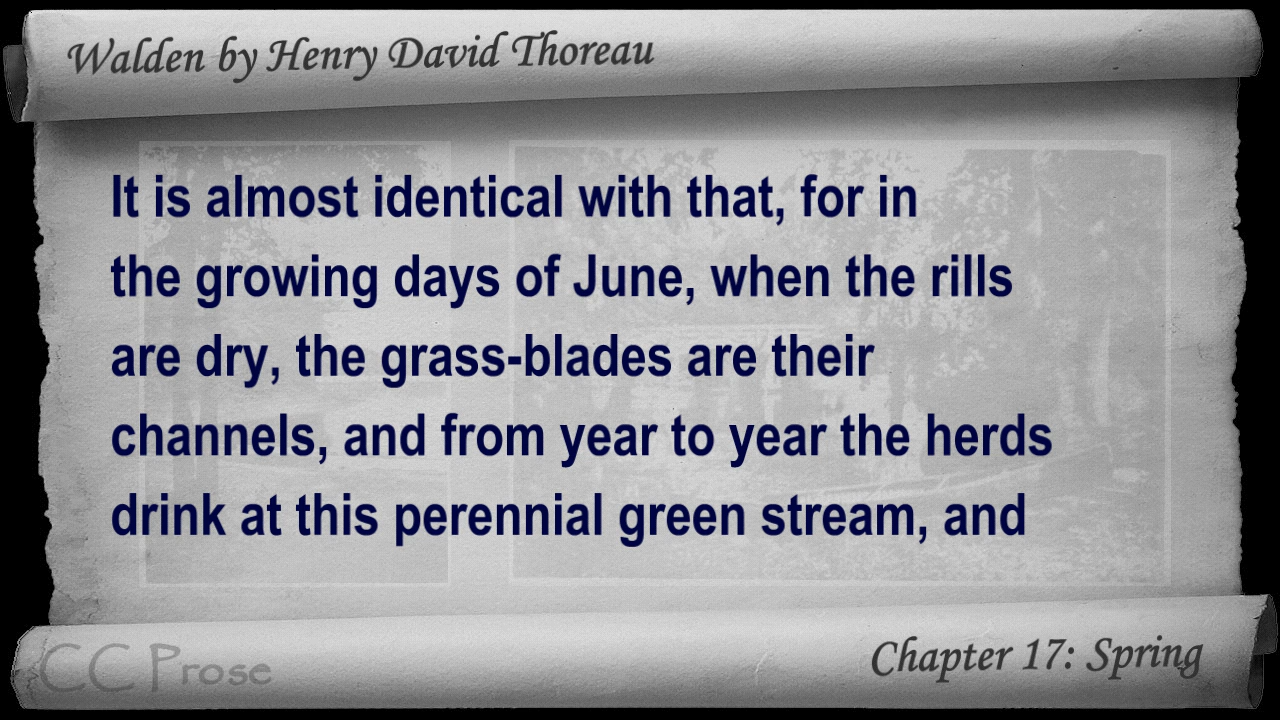 Walden by Henry David Thoreau
It is almost identical with that, for in
the growing days of June, when the rills
are dry, the grass-blades are their
channels, and from year to year the herds
drink at this perennial green stream, and
CC Prose
Chapter 17: Spring